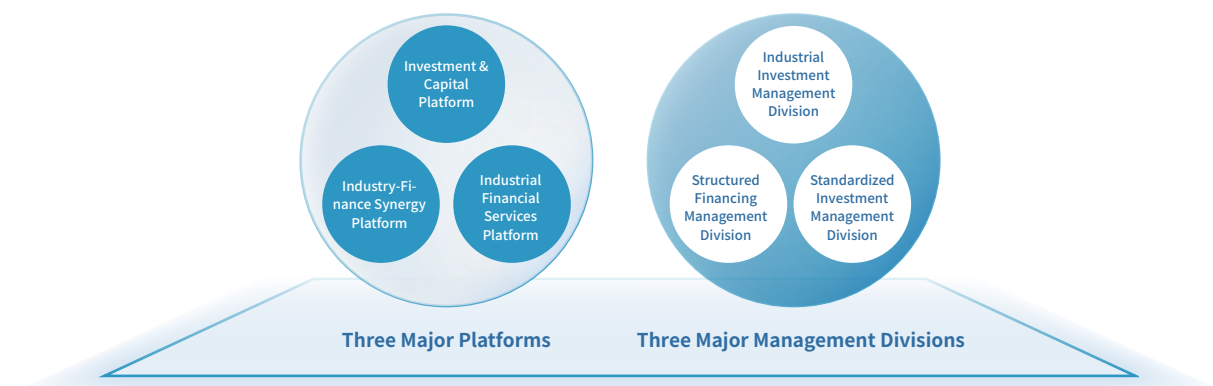 Investment &
Capital
Platform
Industry-Fi-
nance Synergy
Platform
Industrial
Financial
Services
Platform
Three Major Platforms
Industrial
Investment
Management
Division
Structured
Financing
Management
Division
Standardized
Investment
Management
Division
Three Major Management Divisions